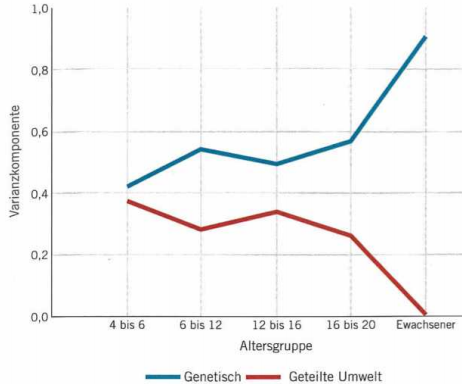 1,0
0,8
0,6
0,4
0,2
0,0
Varianzkomponente
4 bis 6 6 bis 12 12 bis 16 16 bis 20 Ewachsener
Altersgruppe
Genetisch Geteilte Umwelt